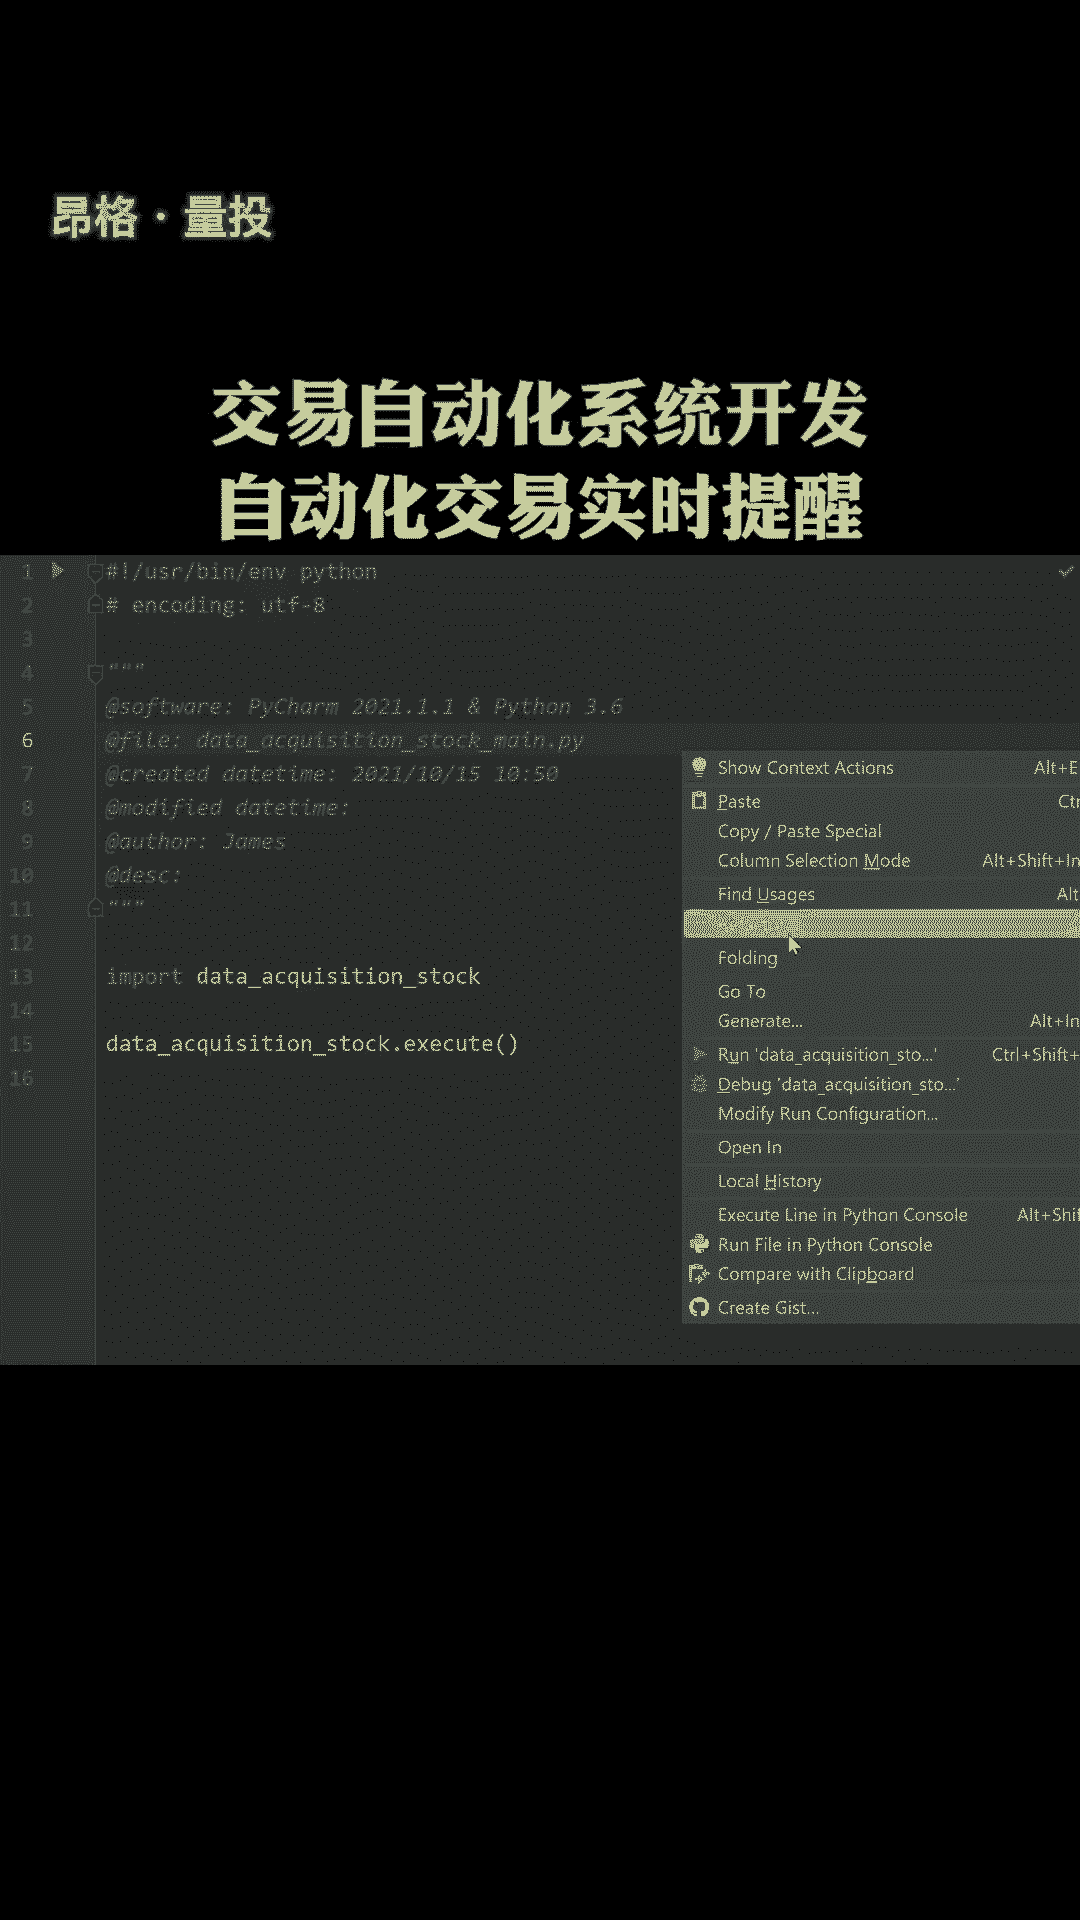 昂格·量投
交易自动化系统开发
自动化交易实时提醒
1 #!/usr/bin/env python
2 # encoding: utf-8
3
4 """
5 @software: PyCharm 2021.1.1 & Python 3.6
6 @file: data_acquisition_stock_main.py
7 @created datetime: 2021/10/15 10:50
8 @modified datetime:
9 @author: James
10 @desc:
11 """
12
13 import data_acquisition_stock
14
15 data_acquisition_stock.execute()
16
Show Context Actions Alt+E
Paste Ctr
Copy / Paste Special
Column Selection Mode Alt+Shift+In
Find Usages Alt
Folding
Go To
Generate... Alt+In
Run 'data_acquisition_sto...' Ctrl+Shift+
Debug 'data_acquisition_sto...'
Modify Run Configuration...
Open In
Local History
Execute Line in Python Console Alt+Shif
Run File in Python Console
Compare with Clipboard
Create Gist...